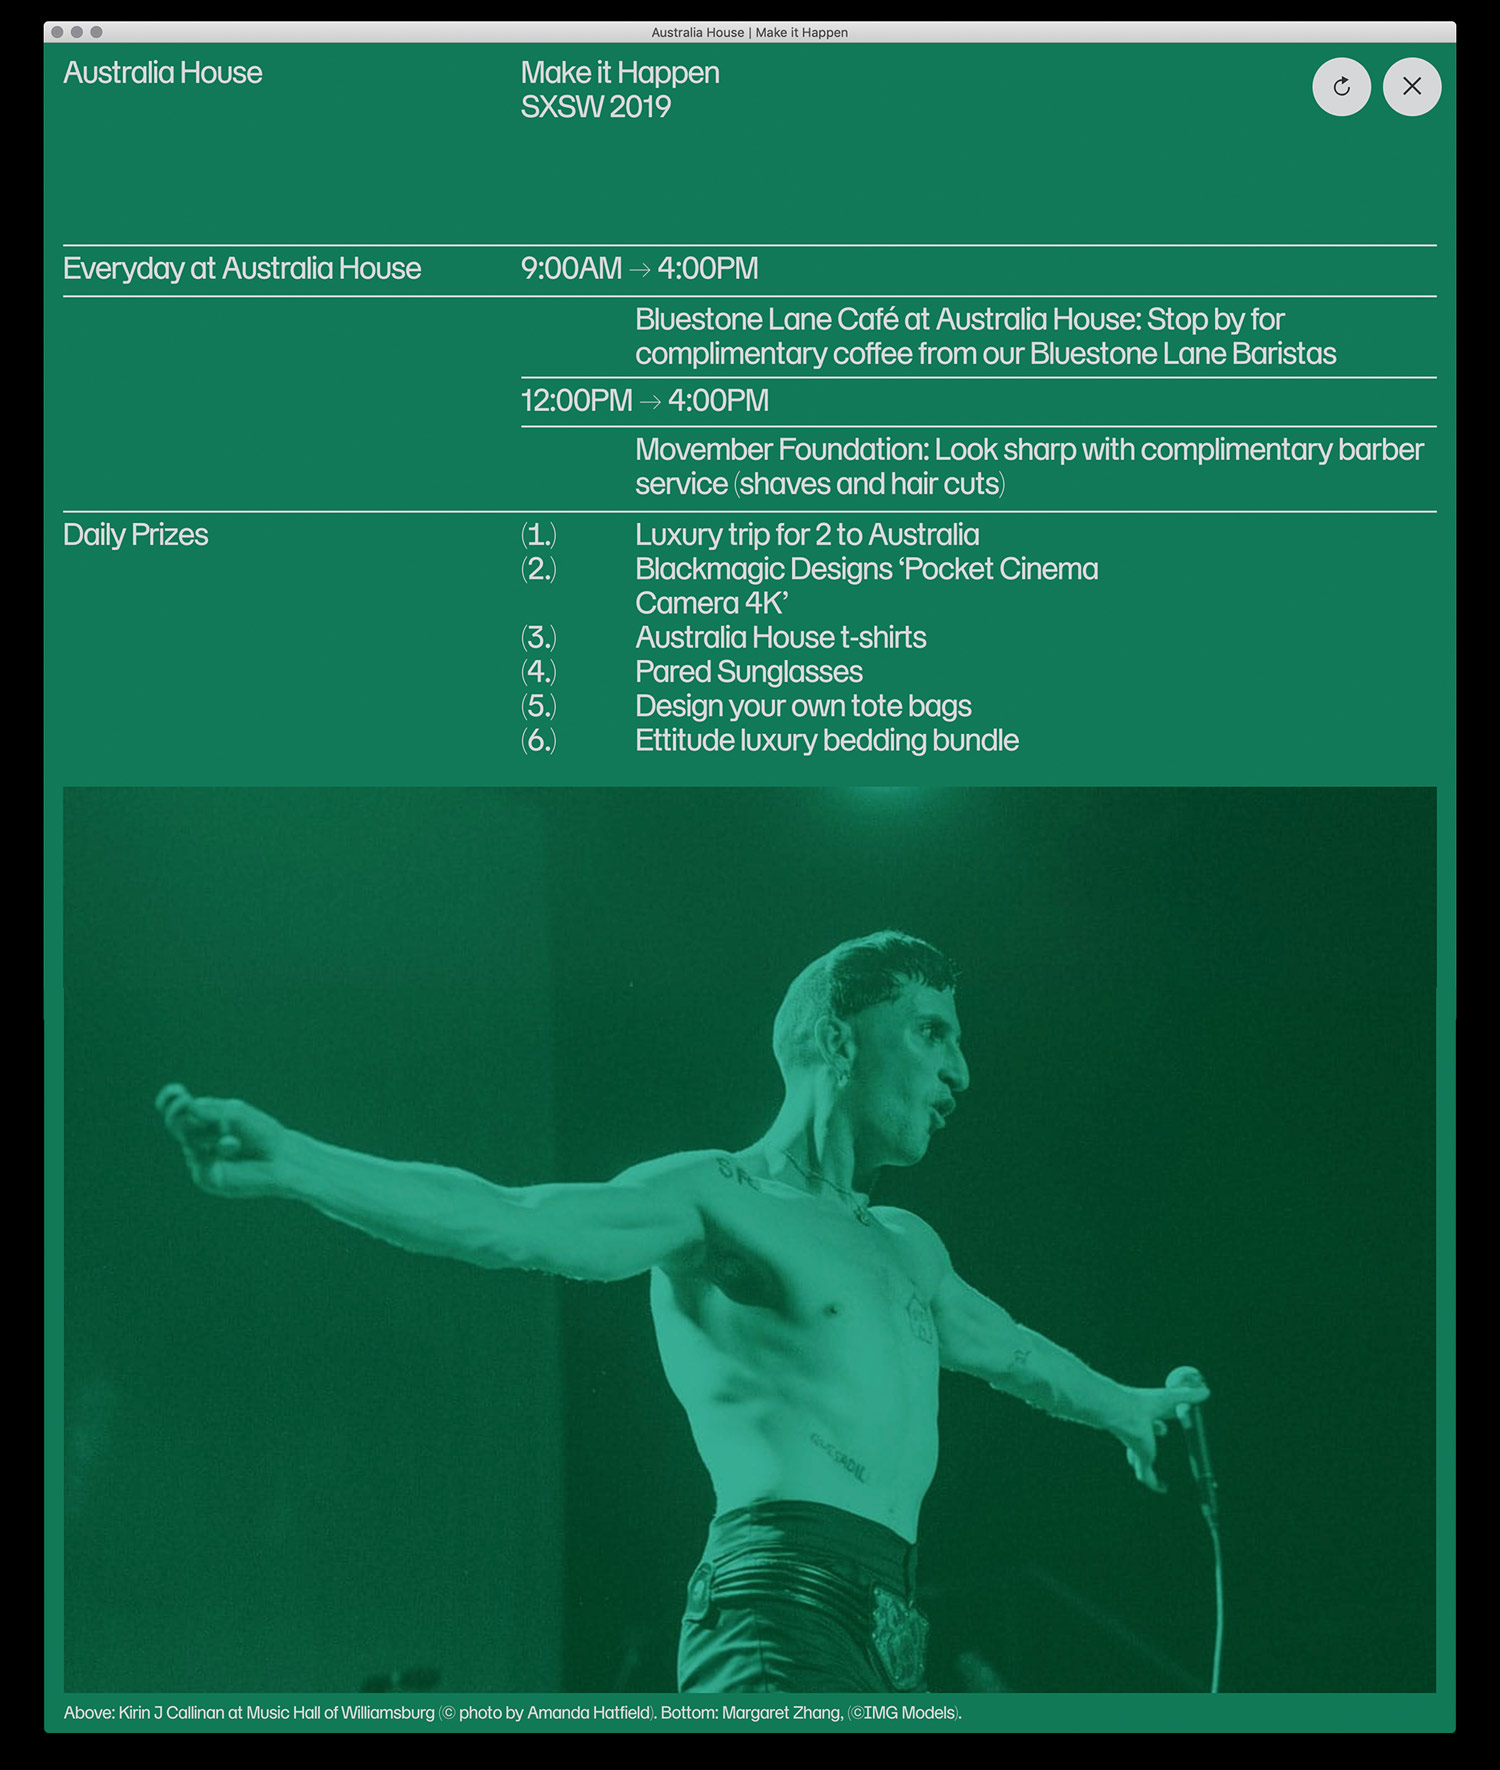 Australia House | Make it Happen
Australia House
Make it Happen
SXSW 2019
Everyday at Australia House
9:00AM → 4:00PM
Bluestone Lane Café at Australia House: Stop by for
complimentary coffee from our Bluestone Lane Baristas
12:00PM → 4:00PM
Movember Foundation: Look sharp with complimentary barber
service (shaves and hair cuts)
Daily Prizes
(1.) Luxury trip for 2 to Australia
(2.) Blackmagic Designs ‘Pocket Cinema
Camera 4K’
(3.) Australia House t-shirts
(4.) Pared Sunglasses
(5.) Design your own tote bags
(6.) Ettitude luxury bedding bundle
Above: Kirin J Callinan at Music Hall of Williamsburg (© photo by Amanda Hatfield). Bottom: Margaret Zhang, (©IMG Models).